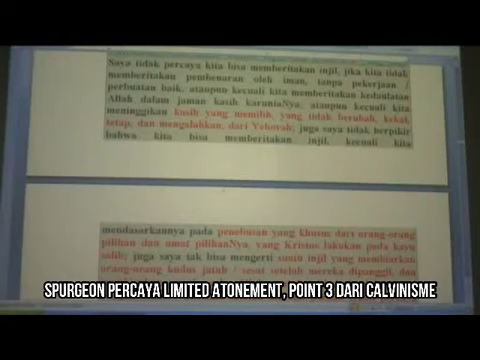 Saya tidak percaya kita bisa memberitakan injil, jika kita tidak
memberitakan pembenaran oleh iman, tanpa pekerjaan /
perbuatan baik, ataupun kecuali kita memberitakan kedaulatan
Allah dalam jaman kasih karuniaNya, ataupun kecuali kita
meninggikan kasih yang memilih, yang tidak berubah, kekal,
tetap, dan mengalahkan, dari Yehovah; juga saya tidak berpikir
bahwa kita bisa memberitakan injil, kecuali kita
mendasarkannya pada penebusan yang khusus dari orang-orang
pilihan dan umat pilihanNya, yang Kristus lakukan pada kayu
salib; juga saya tak bisa mengerti suatu injil yang membiarkan
orang-orang kudus jatuh / sesat setelah mereka dipanggil, dan
SPURGEON PERCAYA LIMITED ATONEMENT, POINT 3 DARI CALVINISME